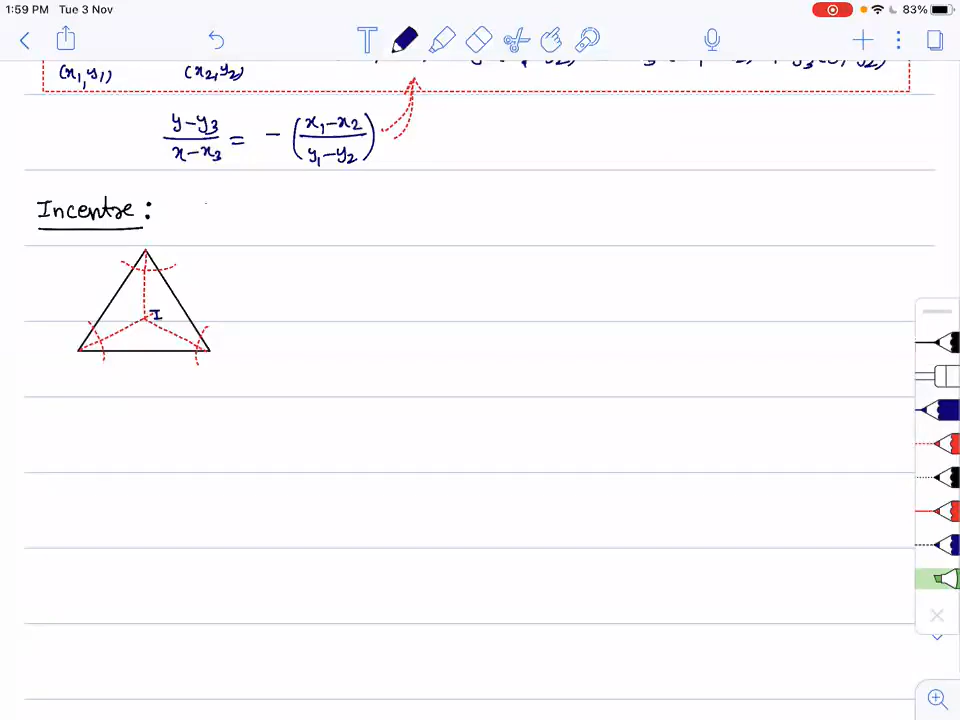 1:59 PM Tue 3 Nov 83%
(x₁,y₁) (x₂,y₂)
y-y₃ / x-x₃ = -(x₁-x₂ / y₁-y₂)
Incentre:
I